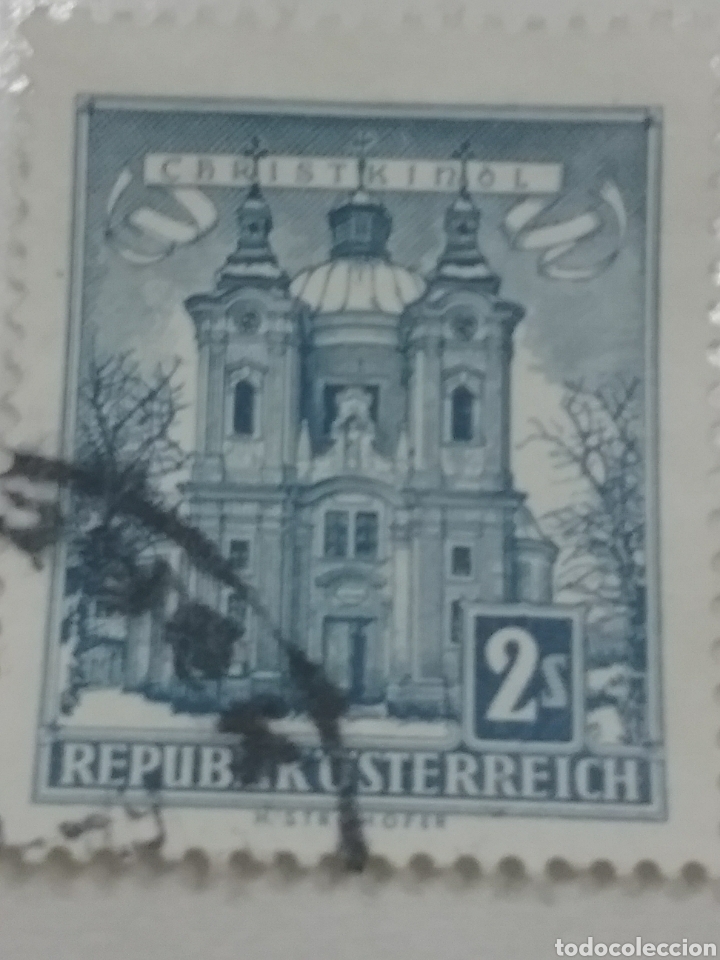 CHRISTKINDL
2s
REPUBLIK ÖSTERREICH
todocoleccion